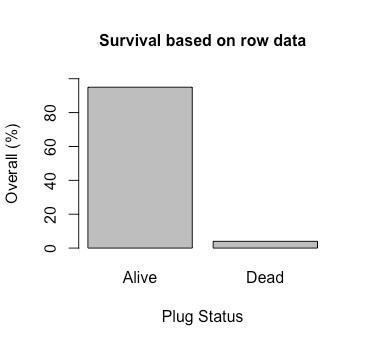 Survival based on row data
Overall (%)
80
60
40
20
0
Alive
Dead
Plug Status